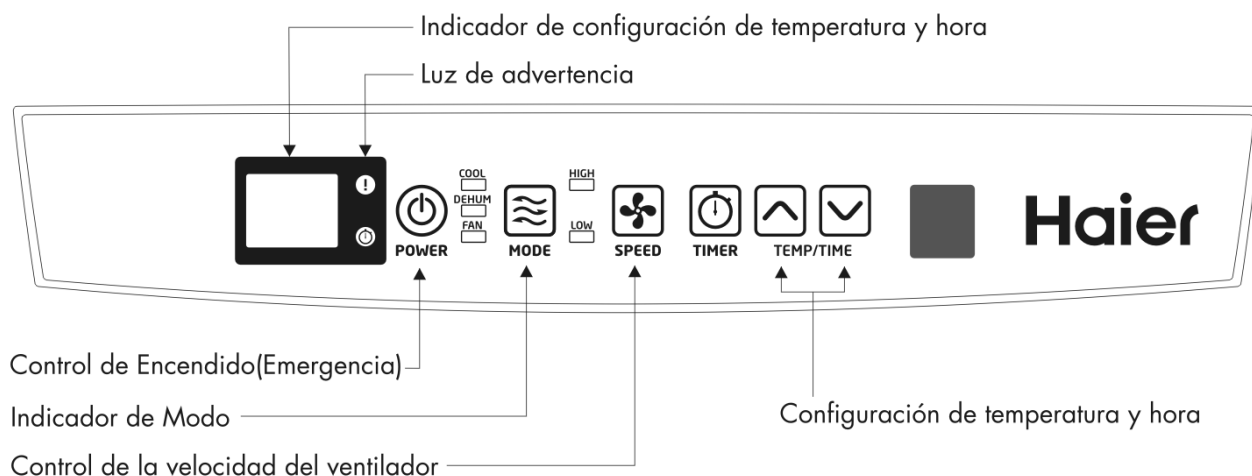 Indicador de configuración de temperatura y hora
Luz de advertencia
COOL
HIGH
DEHUM
FAN
LOW
POWER
MODE
SPEED
TIMER
TEMP/TIME
Haier
Control de Encendido(Emergencia)
Indicador de Modo
Configuración de temperatura y hora
Control de la velocidad del ventilador